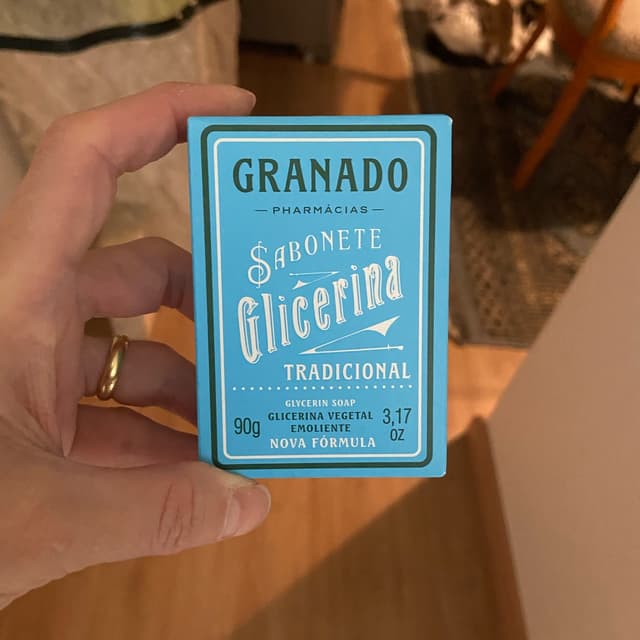 GRANADO
— PHARMÁCIAS —
SABONETE
Glicerina
TRADICIONAL
GLYCERIN SOAP
GLICERINA VEGETAL
EMOLIENTE
NOVA FÓRMULA
90g
3,17
OZ